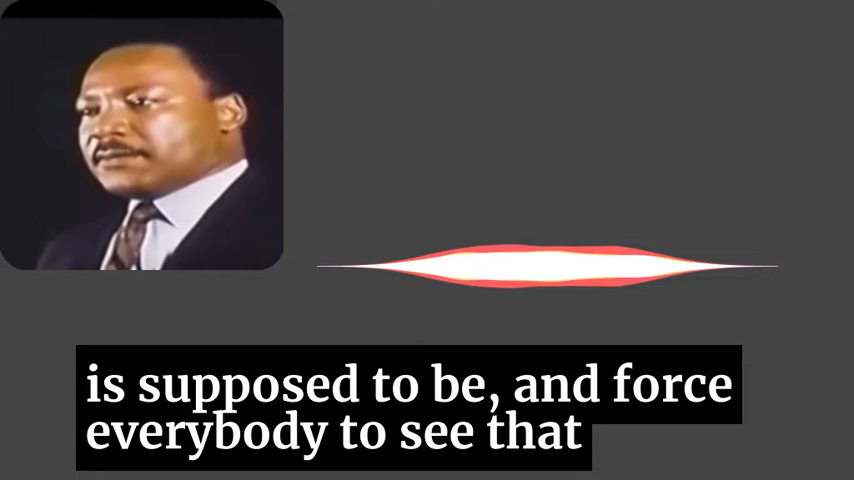 is supposed to be, and force
everybody to see that